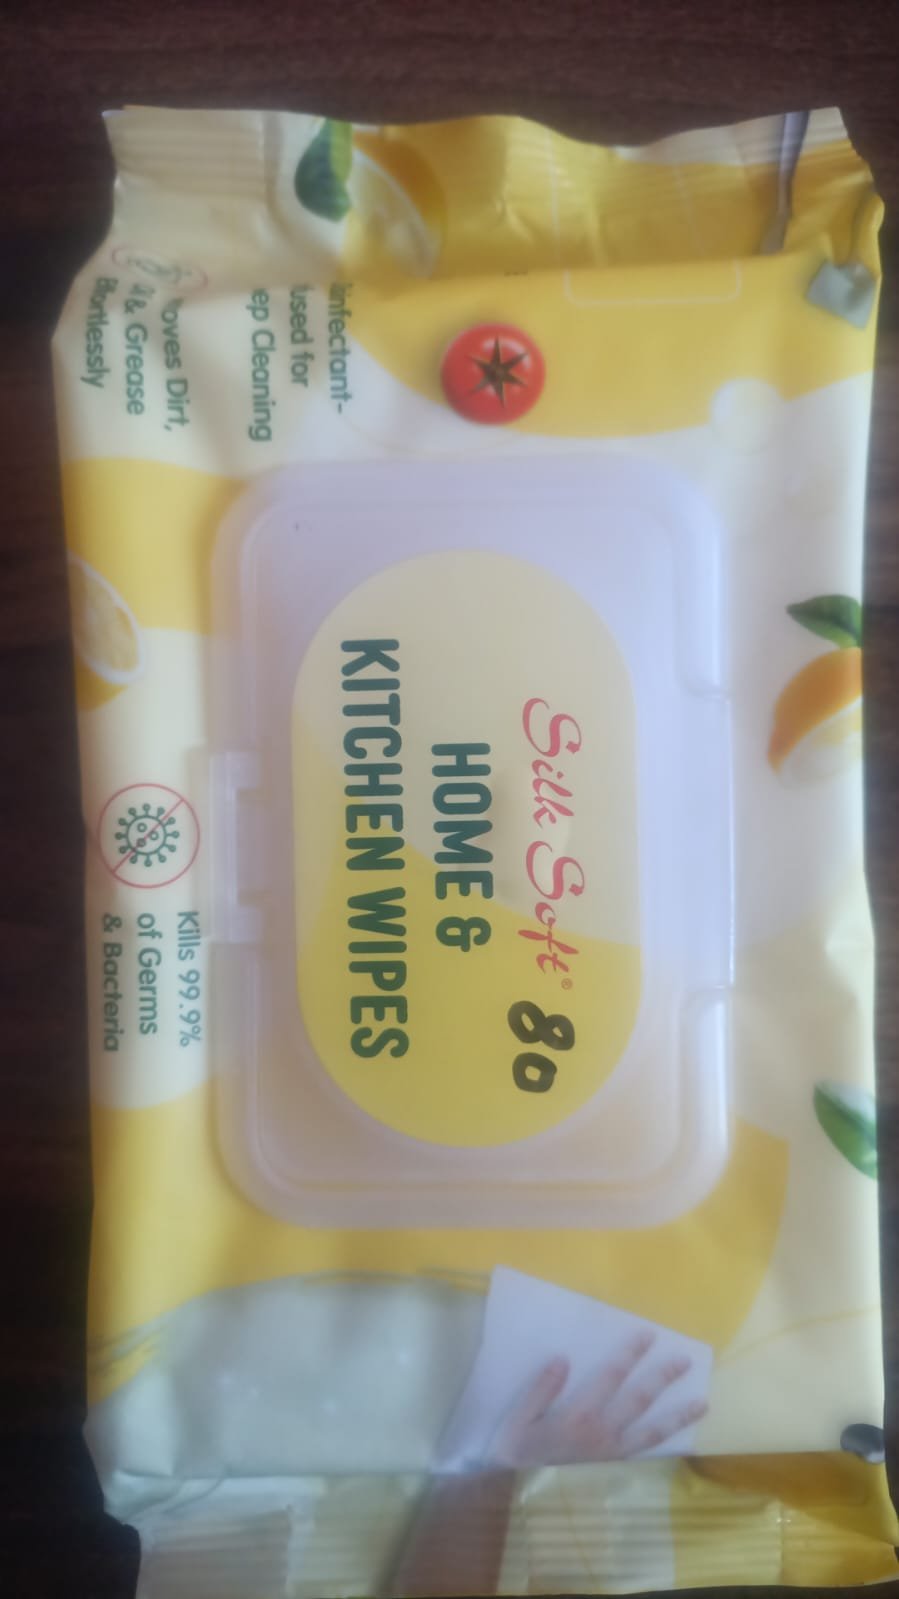 Silk Soft® 80
HOME &
KITCHEN WIPES
infectant-
used for
ep Cleaning
oves Dirt,
& Grease
Effortlessly
Kills 99.9%
of Germs
& Bacteria